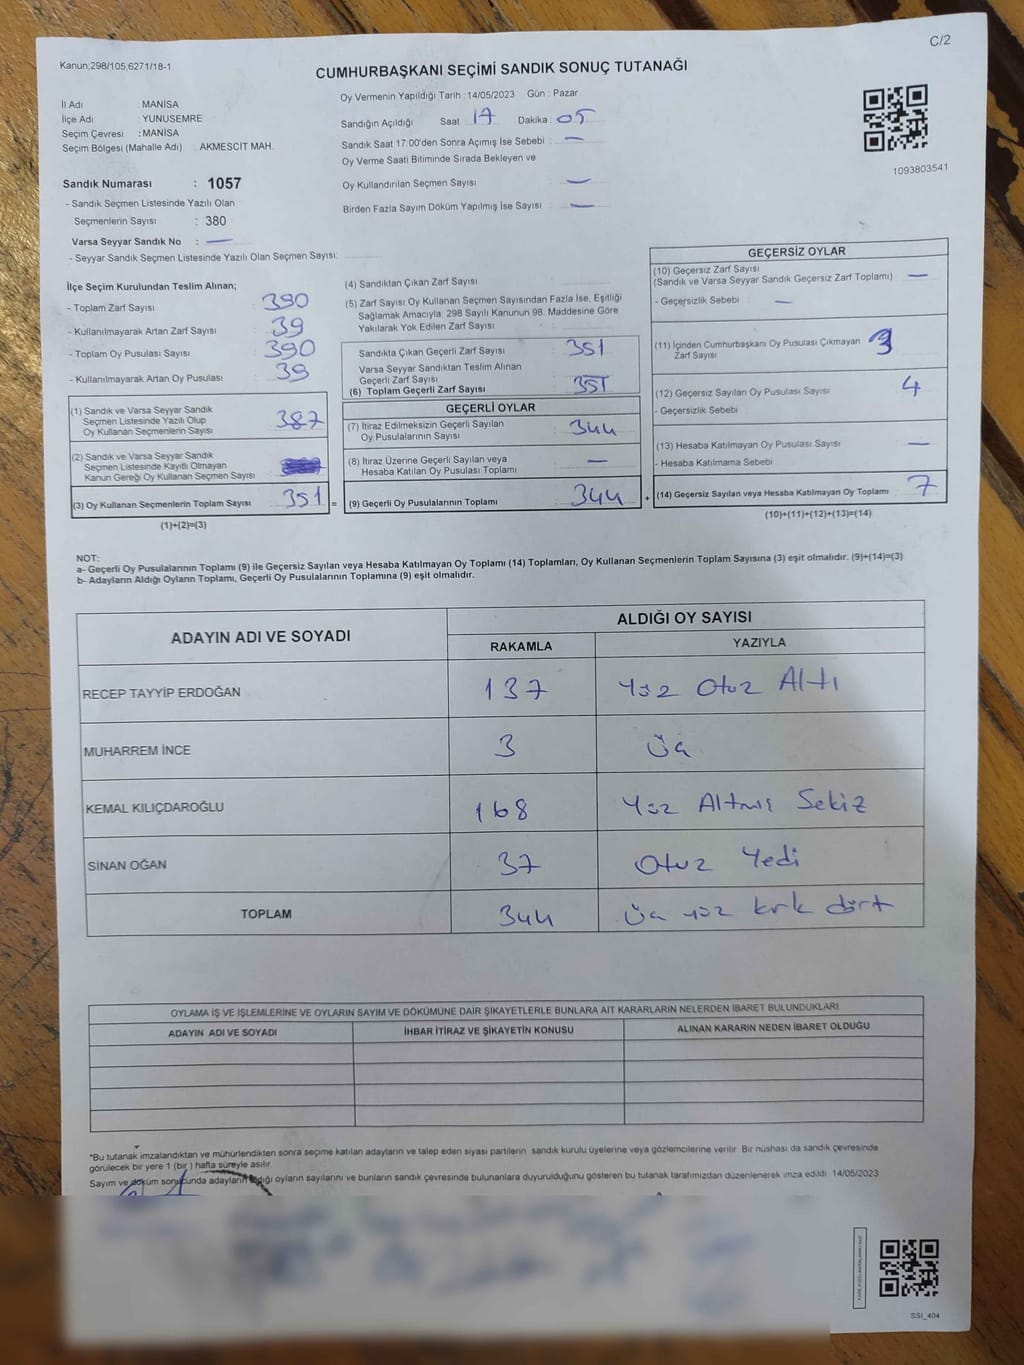 C/2
Kanun;298/105;6271/18-1
CUMHURBAŞKANI SEÇİMİ SANDIK SONUÇ TUTANAĞI
İl Adı : MANİSA
İlçe Adı : YUNUSEMRE
Seçim Çevresi : MANİSA
Seçim Bölgesi (Mahalle Adı) : AKMESCİT MAH.
Sandık Numarası : 1057
- Sandık Seçmen Listesinde Yazılı Olan
Seçmenlerin Sayısı : 380
Varsa Seyyar Sandık No : —
- Seyyar Sandık Seçmen Listesinde Yazılı Olan Seçmen Sayısı:
Oy Vermenin Yapıldığı Tarih : 14/05/2023 Gün : Pazar
Sandığın Açıldığı Saat : 17 Dakika : 05
Sandık Saat 17:00'den Sonra Açımış İse Sebebi : —
Oy Verme Saati Bitiminde Sırada Bekleyen ve
Oy Kullandırılan Seçmen Sayısı : —
Birden Fazla Sayım Döküm Yapılmış İse Sayısı : —
1093803541
İlçe Seçim Kurulundan Teslim Alınan;
- Toplam Zarf Sayısı : 390
- Kullanılmayarak Artan Zarf Sayısı : 39
- Toplam Oy Pusulası Sayısı : 390
- Kullanılmayarak Artan Oy Pusulası : 39
(1) Sandık ve Varsa Seyyar Sandık
Seçmen Listesinde Yazılı Olup
Oy Kullanan Seçmenlerin Sayısı 387
(2) Sandık ve Varsa Seyyar Sandık
Seçmen Listesinde Kayıtlı Olmayan
Kanun Gereği Oy Kullanan Seçmen Sayısı
(3) Oy Kullanan Seçmenlerin Toplam Sayısı 351 =
(1)+(2)=(3)
(4) Sandıktan Çıkan Zarf Sayısı :
(5) Zarf Sayısı Oy Kullanan Seçmen Sayısından Fazla İse, Eşitliği
Sağlamak Amacıyla; 298 Sayılı Kanunun 98. Maddesine Göre
Yakılarak Yok Edilen Zarf Sayısı :
Sandıkta Çıkan Geçerli Zarf Sayısı : 351
Varsa Seyyar Sandıktan Teslim Alınan
Geçerli Zarf Sayısı :
(6) Toplam Geçerli Zarf Sayısı : 351
GEÇERLİ OYLAR
(7) İtiraz Edilmeksizin Geçerli Sayılan
Oy Pusulalarının Sayısı : 344
(8) İtiraz Üzerine Geçerli Sayılan veya
Hesaba Katılan Oy Pusulası Toplamı : —
(9) Geçerli Oy Pusulalarının Toplamı : 344 +
GEÇERSİZ OYLAR
(10) Geçersiz Zarf Sayısı
(Sandık ve Varsa Seyyar Sandık Geçersiz Zarf Toplamı) : —
- Geçersizlik Sebebi : —
(11) İçinden Cumhurbaşkanı Oy Pusulası Çıkmayan
Zarf Sayısı : 3
(12) Geçersiz Sayılan Oy Pusulası Sayısı : 4
- Geçersizlik Sebebi
(13) Hesaba Katılmayan Oy Pusulası Sayısı : —
- Hesaba Katılmama Sebebi
(14) Geçersiz Sayılan veya Hesaba Katılmayan Oy Toplamı : 7
(10)+(11)+(12)+(13)=(14)
NOT:
a- Geçerli Oy Pusulalarının Toplamı (9) ile Geçersiz Sayılan veya Hesaba Katılmayan Oy Toplamı (14) Toplamları, Oy Kullanan Seçmenlerin Toplam Sayısına (3) eşit olmalıdır. (9)+(14)=(3)
b- Adayların Aldığı Oyların Toplamı, Geçerli Oy Pusulalarının Toplamına (9) eşit olmalıdır.
ADAYIN ADI VE SOYADI ALDIĞI OY SAYISI
RAKAMLA YAZIYLA
RECEP TAYYİP ERDOĞAN 137 Yüz Otuz Altı
MUHARREM İNCE 3 Üç
KEMAL KILIÇDAROĞLU 168 Yüz Altmış Sekiz
SİNAN OĞAN 37 Otuz Yedi
TOPLAM 344 Üç yüz kırk dört
OYLAMA İŞ VE İŞLEMLERİNE VE OYLARIN SAYIM VE DÖKÜMÜNE DAİR ŞİKAYETLERLE BUNLARA AİT KARARLARIN NELERDEN İBARET BULUNDUKLARI
ADAYIN ADI VE SOYADI İHBAR İTİRAZ VE ŞİKAYETİN KONUSU ALINAN KARARIN NEDEN İBARET OLDUĞU
*Bu tutanak imzalandıktan ve mühürlendikten sonra seçime katılan adayların ve talep eden siyasi partilerin sandık kurulu üyelerine veya gözlemcilerine verilir. Bir nüshası da sandık çevresinde
görülecek bir yere 1 (bir ) hafta süreyle asılır.
Sayım ve döküm sonucunda adayların aldığı oyların sayılarını ve bunların sandık çevresinde bulunanlara duyurulduğunu gösteren bu tutanak tarafımızdan düzenlenerek imza edildi. 14/05/2023
SSI_404